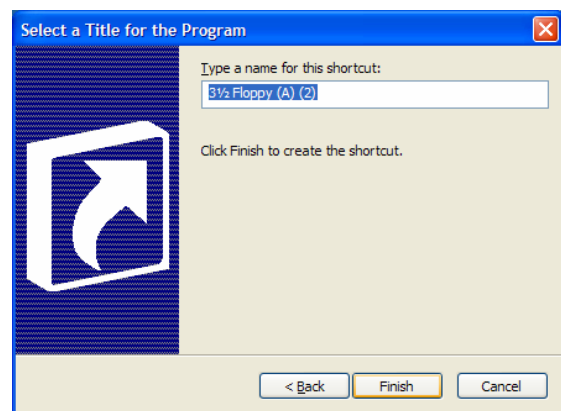 Select a Title for the Program
Type a name for this shortcut:
3½ Floppy (A) (2)
Click Finish to create the shortcut.
< Back
Finish
Cancel